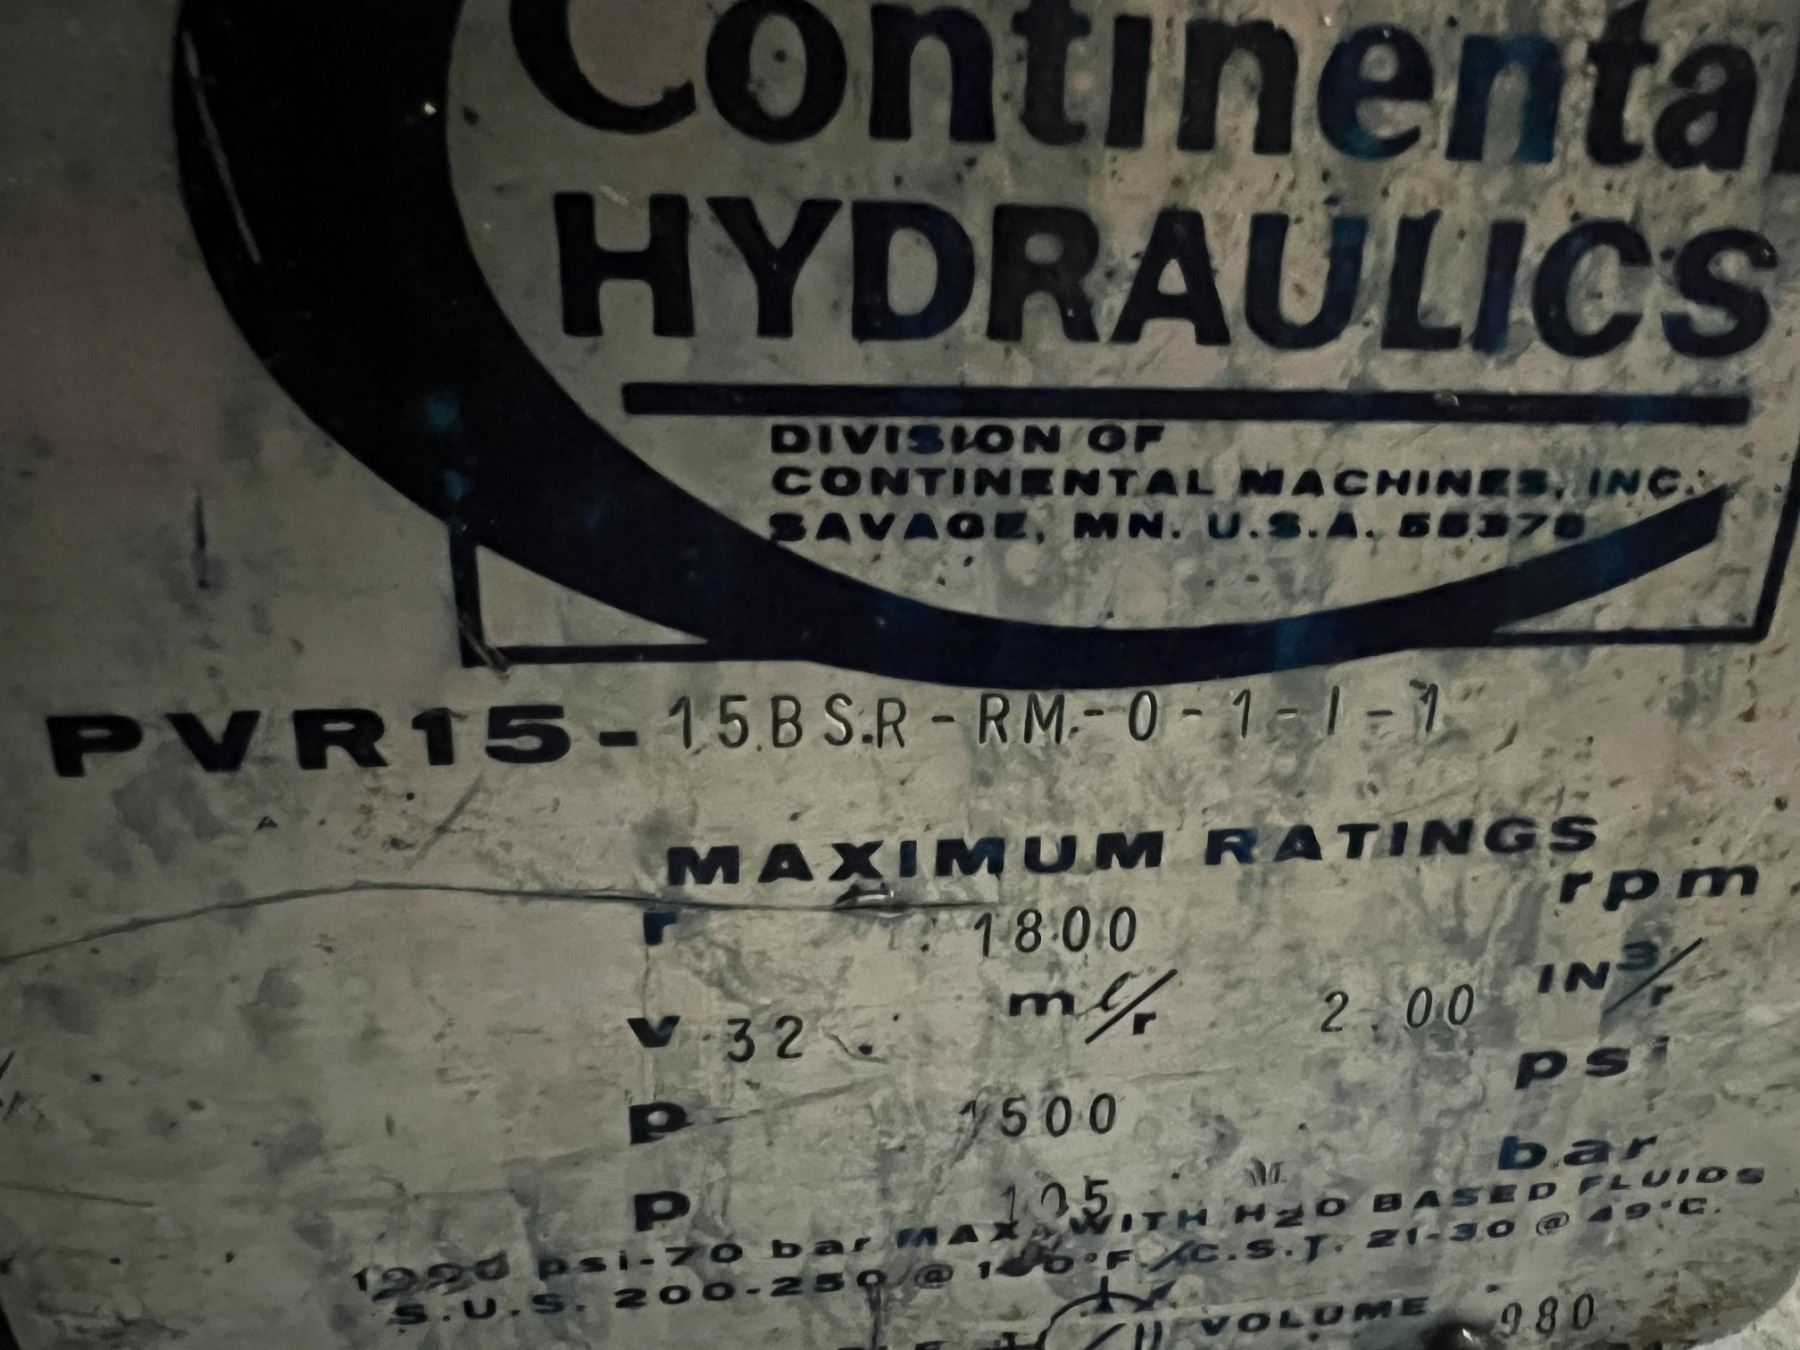 Continental
HYDRAULICS
DIVISION OF
CONTINENTAL MACHINES, INC.
SAVAGE, MN. U.S.A. 55378
PVR15-15BSR-RM-0-1-1-1
MAXIMUM RATINGS
r 1800 rpm
v 32. ml/r 2.00 IN³/r
p 1500 psi
p 105 bar
psi-70 bar MAX. WITH H2O BASED FLUIDS
S.U.S. 200-250 @ °F./C.S.T. 21-30 @ 49°C.
VOLUME 980